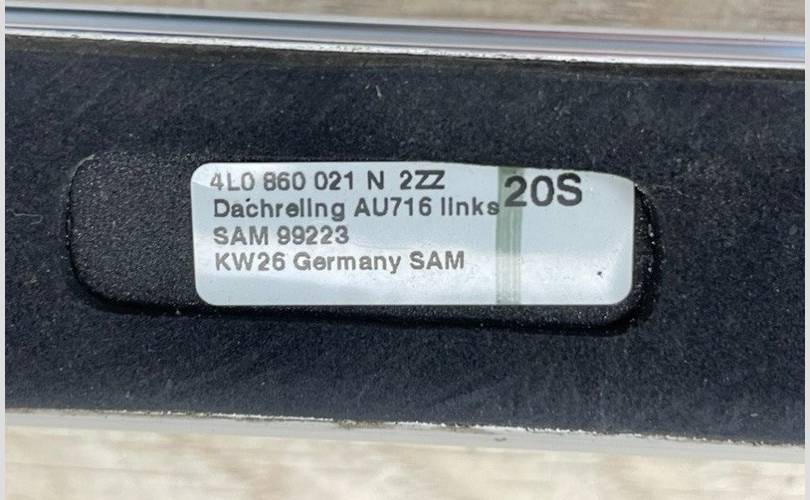 4L0 860 021 N 2ZZ
Dachreling AU716 links 20S
SAM 99223
KW26 Germany SAM